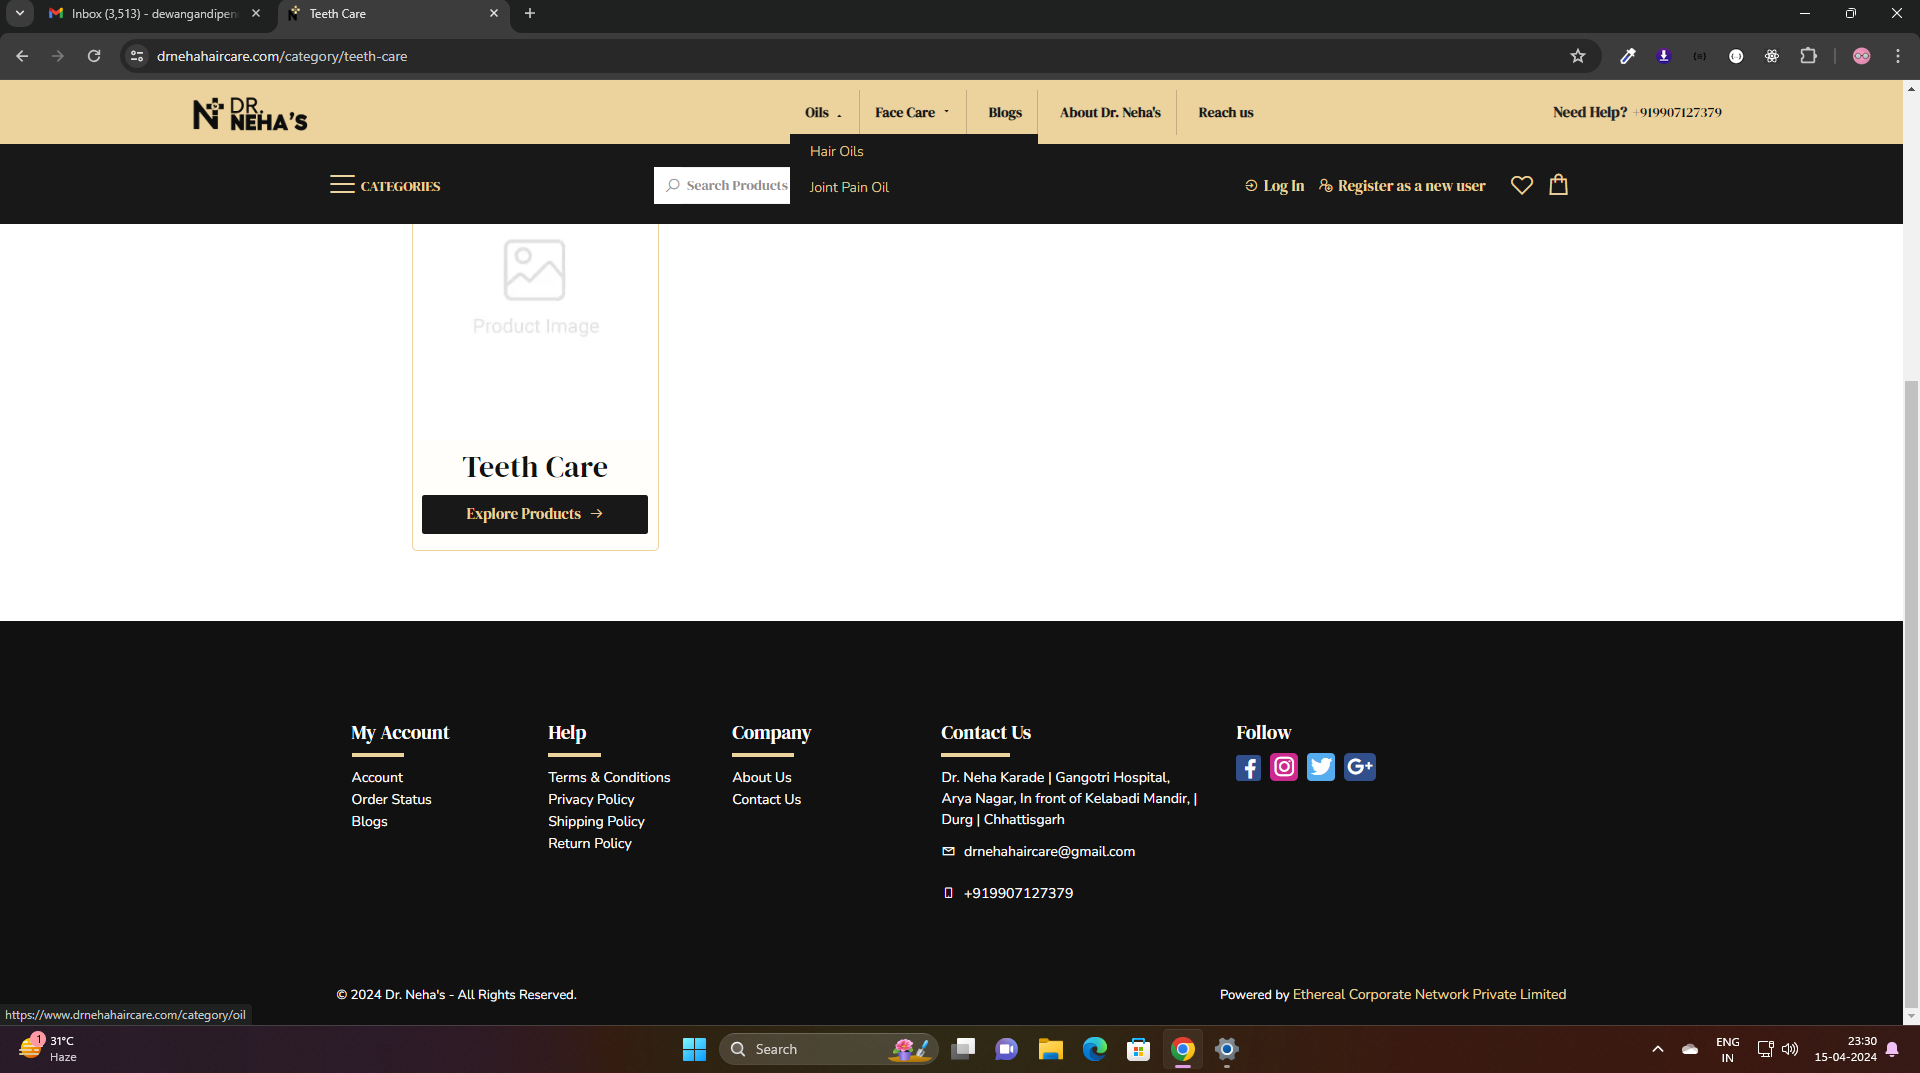 Inbox (3,513) - dewangandipen
Teeth Care
drnehahaircare.com/category/teeth-care
DR.
NEHA'S
Oils
Face Care
Blogs
About Dr. Neha's
Reach us
Need Help? +919907127379
Hair Oils
Joint Pain Oil
CATEGORIES
Search Products
Log In
Register as a new user
Product Image
Teeth Care
Explore Products
My Account
Account
Order Status
Blogs
Help
Terms & Conditions
Privacy Policy
Shipping Policy
Return Policy
Company
About Us
Contact Us
Contact Us
Dr. Neha Karade | Gangotri Hospital,
Arya Nagar, In front of Kelabadi Mandir, |
Durg | Chhattisgarh
drnehahaircare@gmail.com
+919907127379
Follow
© 2024 Dr. Neha's - All Rights Reserved.
Powered by Ethereal Corporate Network Private Limited
https://www.drnehahaircare.com/category/oil
1
31°C
Haze
Search
ENG
IN
23:30
15-04-2024